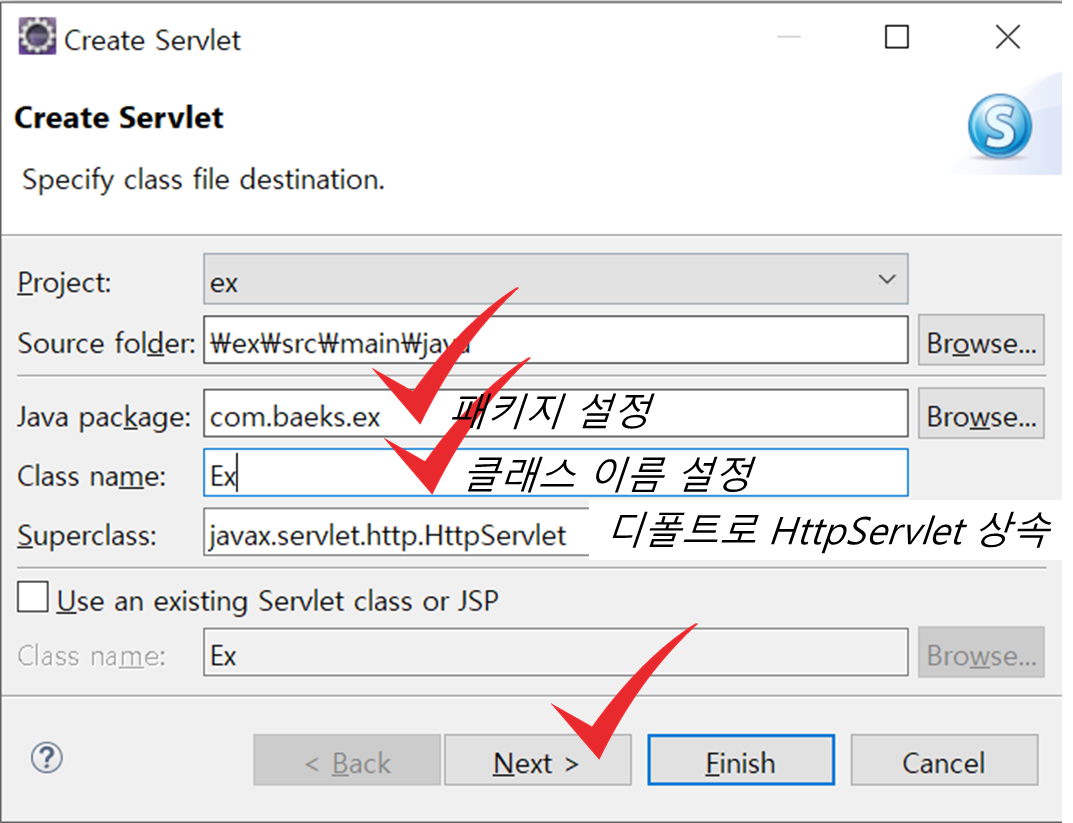 Create Servlet
Create Servlet
Specify class file destination.
Project: ex
Source folder: ₩ex₩src₩main₩java Browse...
Java package: com.baeks.ex 패키지 설정 Browse...
Class name: Ex 클래스 이름 설정
Superclass: javax.servlet.http.HttpServlet 디폴트로 HttpServlet 상속
Use an existing Servlet class or JSP
Class name: Ex Browse...
? < Back Next > Finish Cancel